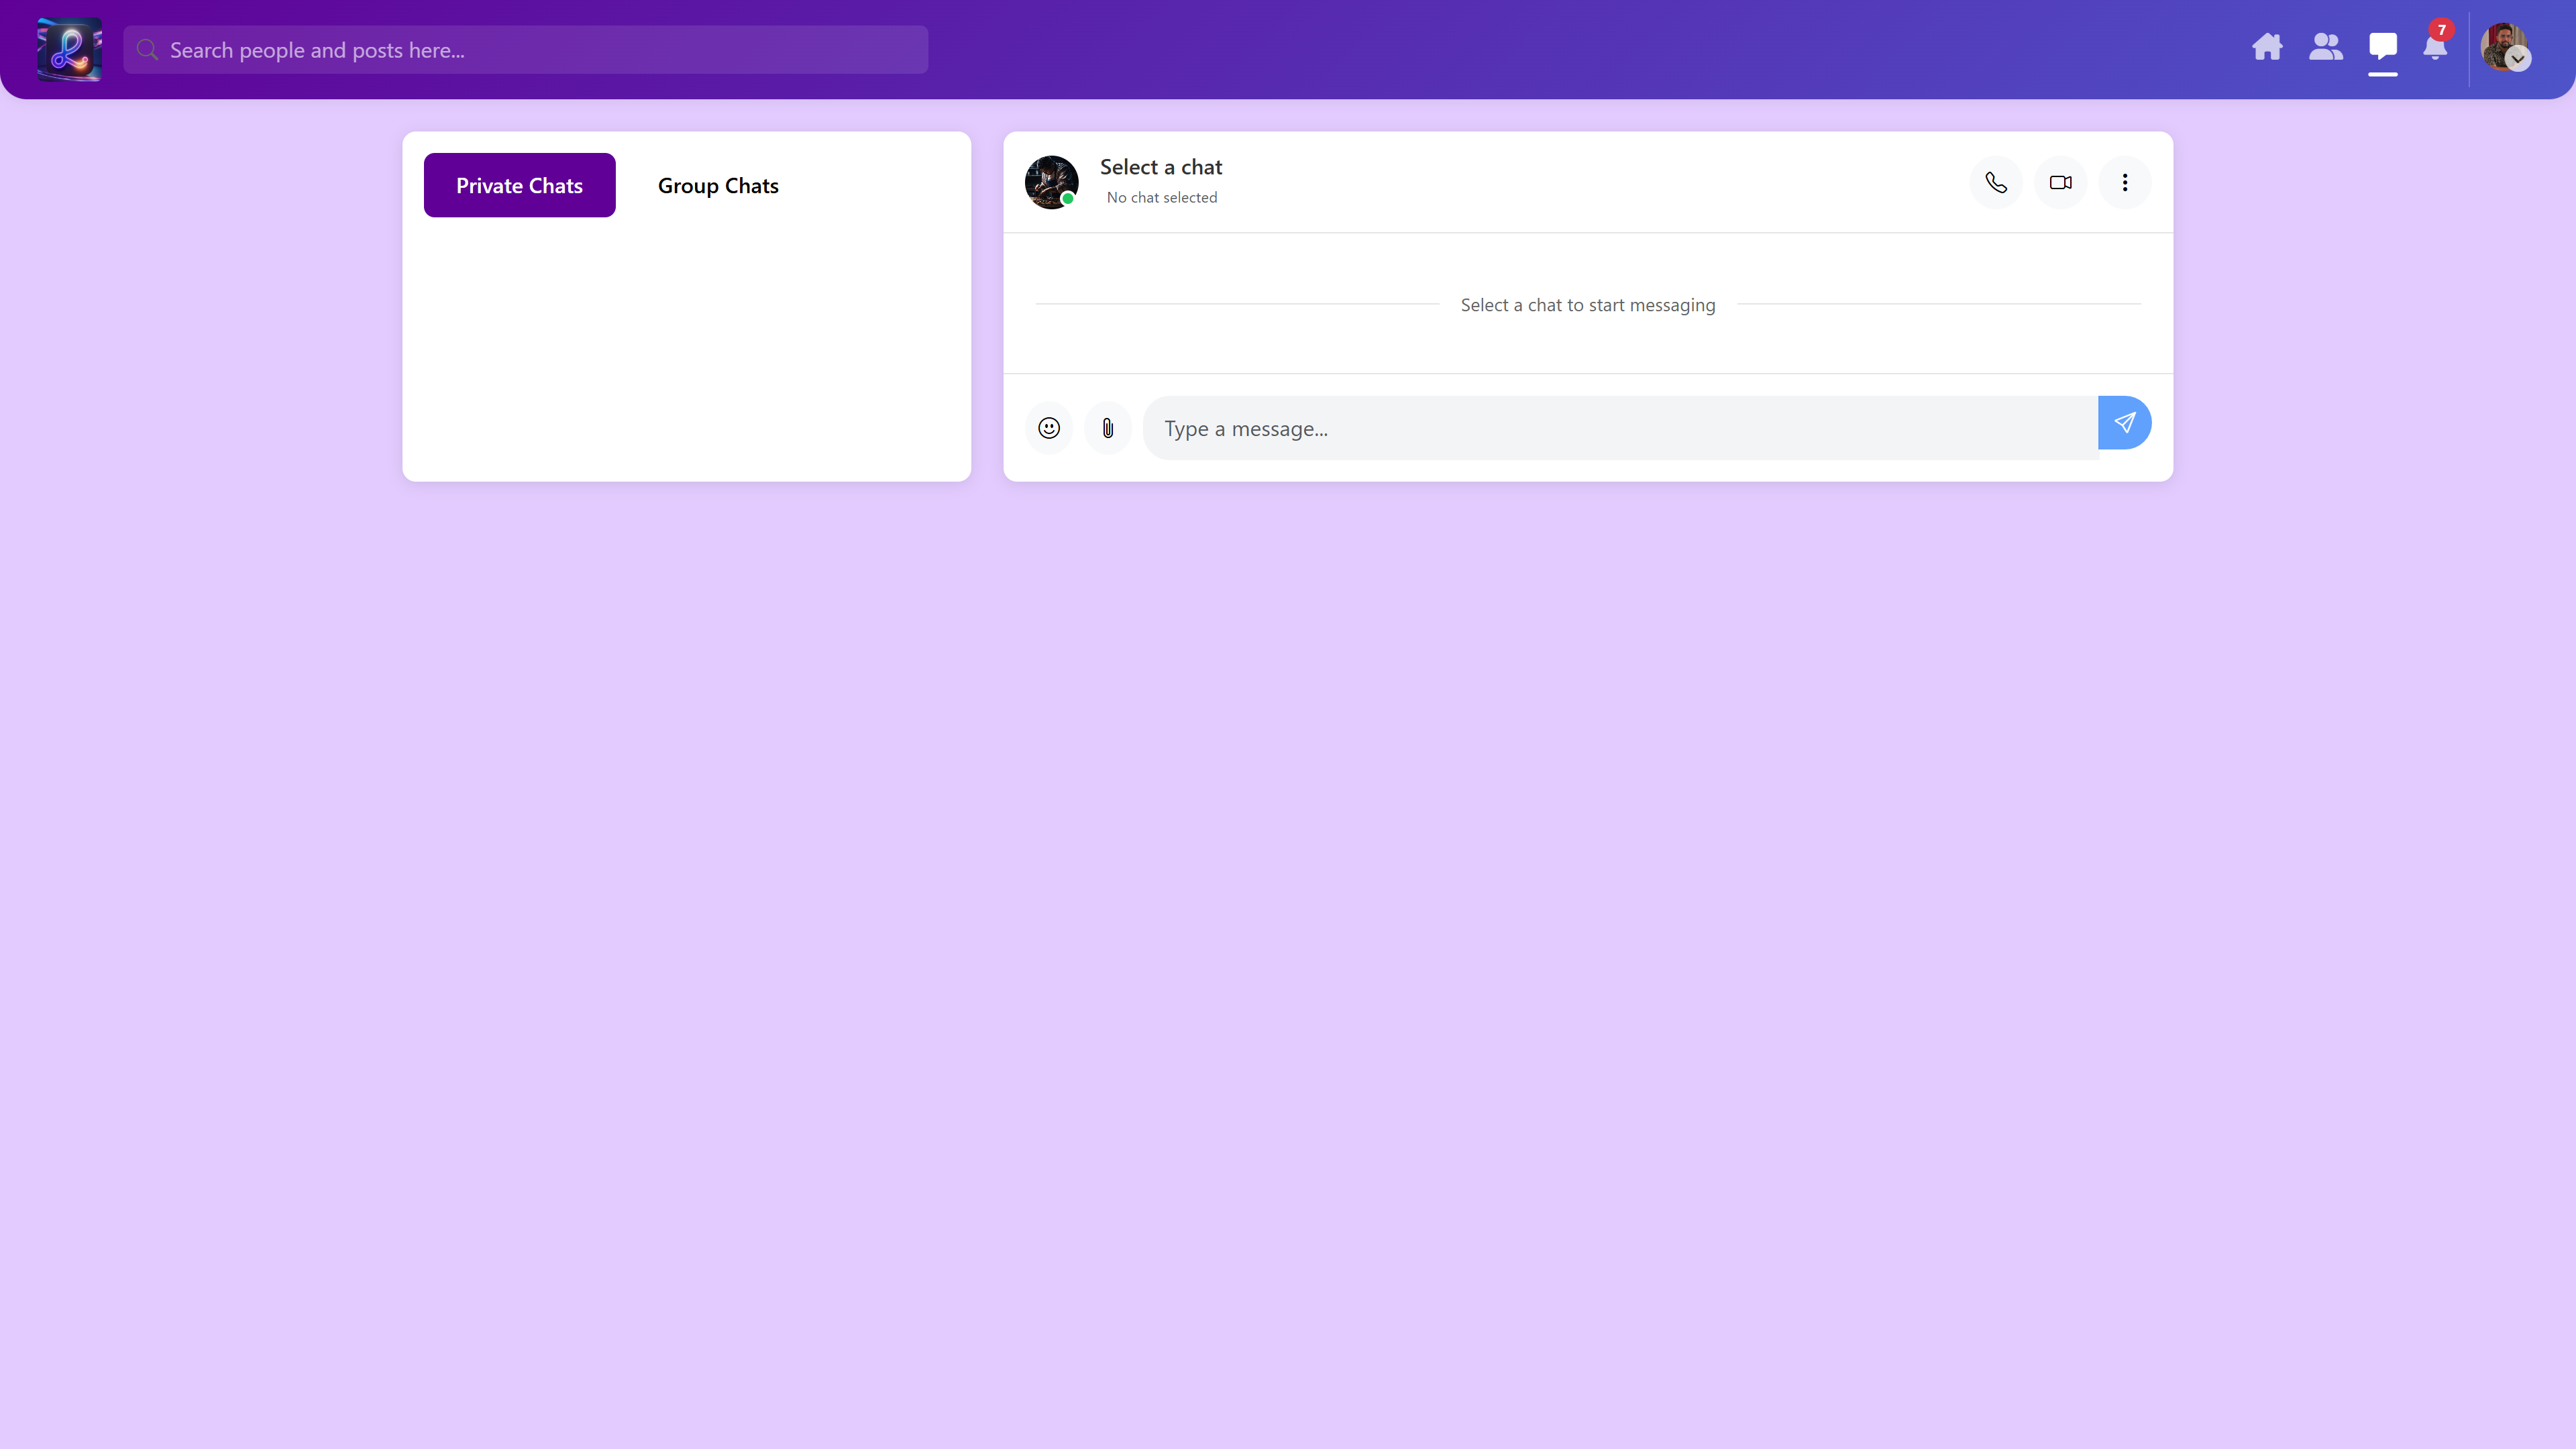 Search people and posts here...
7
Private Chats
Group Chats
Select a chat
No chat selected
Select a chat to start messaging
Type a message...